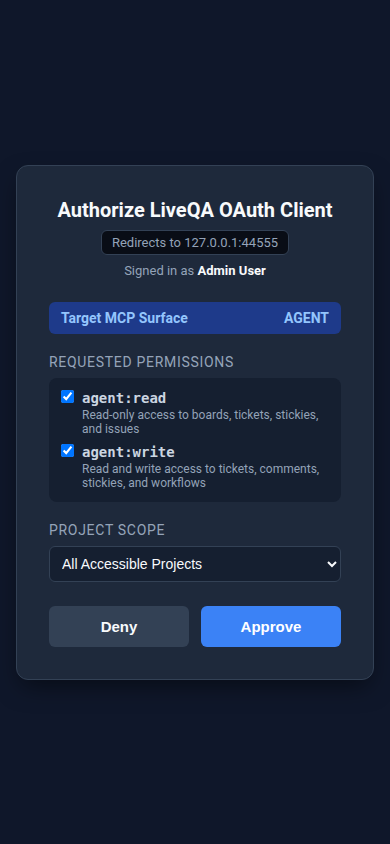 Authorize LiveQA OAuth Client
Redirects to 127.0.0.1:44555
Signed in as Admin User
Target MCP Surface AGENT
REQUESTED PERMISSIONS
agent:read
Read-only access to boards, tickets, stickies,
and issues
agent:write
Read and write access to tickets, comments,
stickies, and workflows
PROJECT SCOPE
All Accessible Projects
Deny Approve